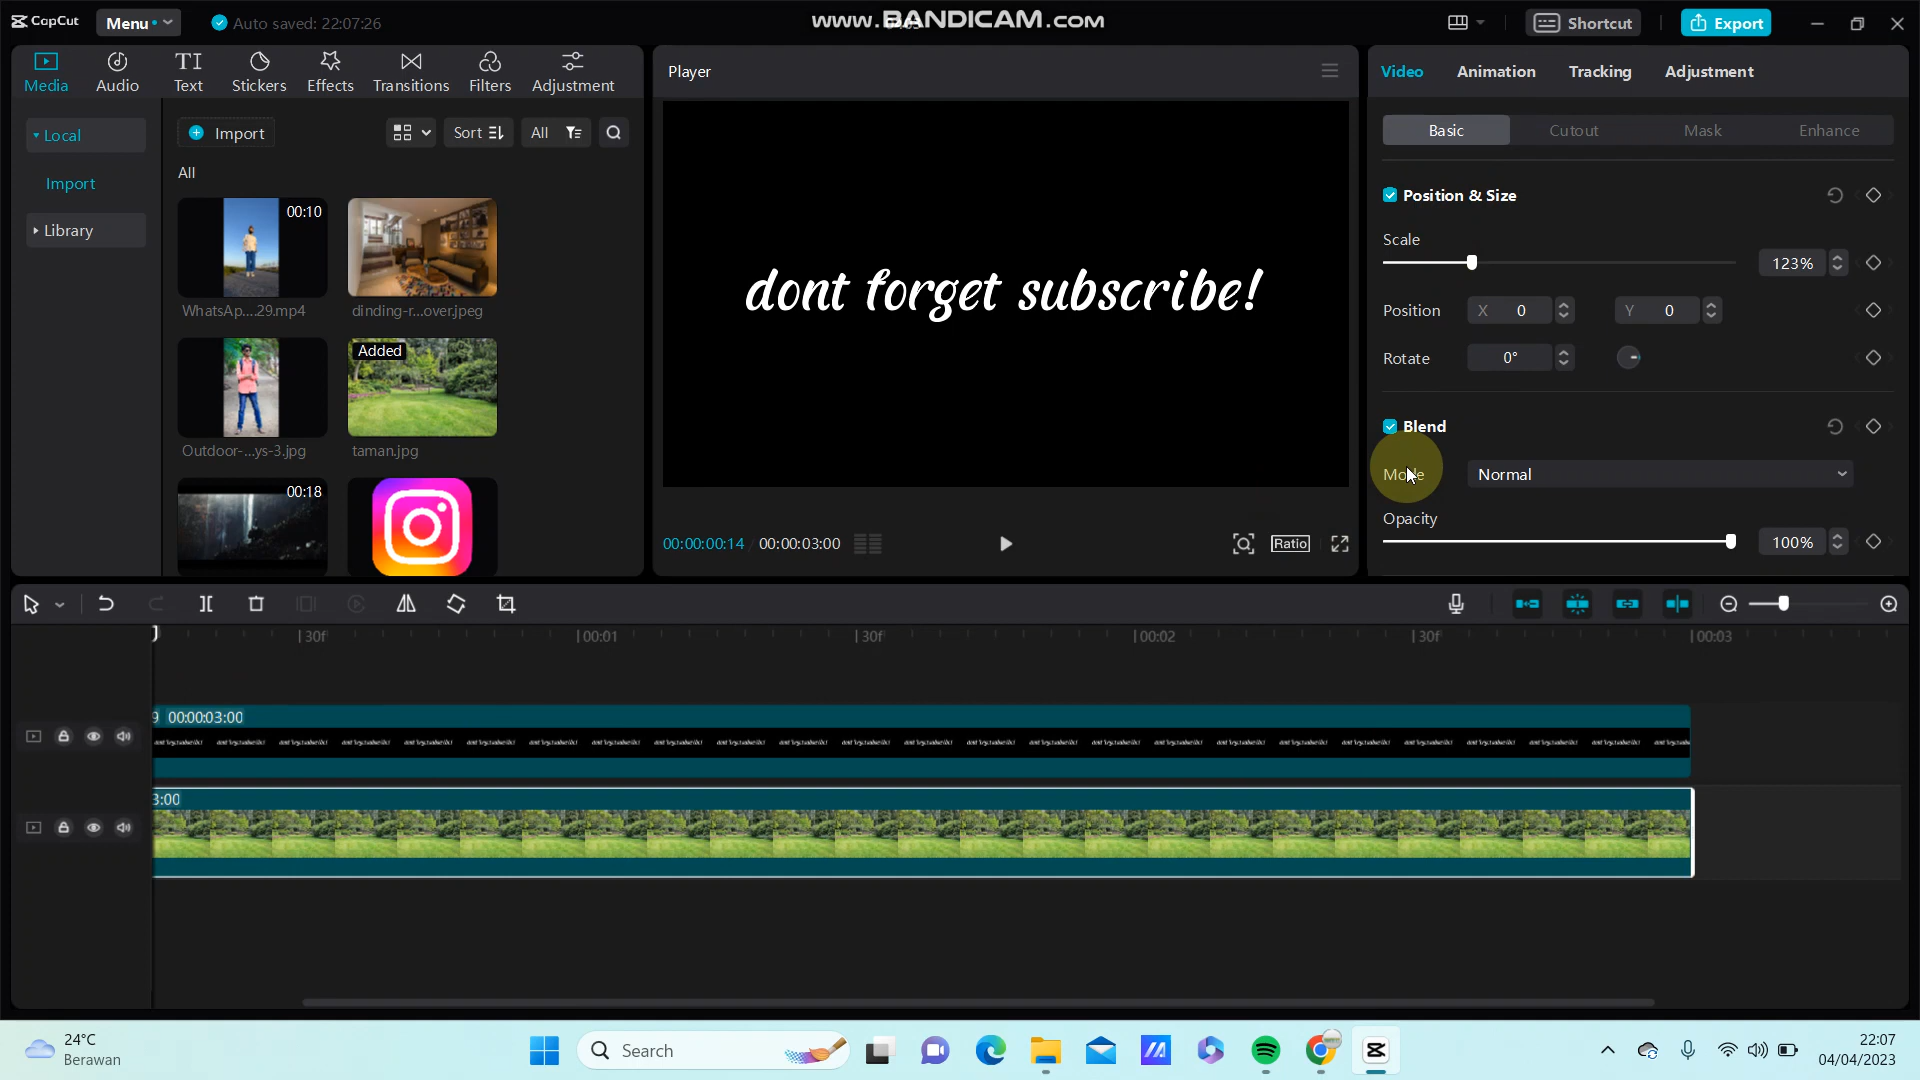 CapCut
Menu
Auto saved: 22:07:26
www.BANDICAM.com
Shortcut
Export
Media
Audio
Text
Stickers
Effects
Transitions
Filters
Adjustment
Local
Import
Library
Import
Sort
All
All
00:10
WhatsAp....29.mp4
dinding-r...over.jpeg
Added
Outdoor-...ys-3.jpg
taman.jpg
00:18
Player
dont forget subscribe!
00:00:00:14
00:00:03:00
Ratio
Video
Animation
Tracking
Adjustment
Basic
Cutout
Mask
Enhance
Position & Size
Scale
123%
Position
X 0
Y 0
Rotate
0°
Blend
Mode
Normal
Opacity
100%
30f
00:01
30f
00:02
30f
00:03
9 00:00:03:00
3:00
24°C
Berawan
Search
22:07
04/04/2023